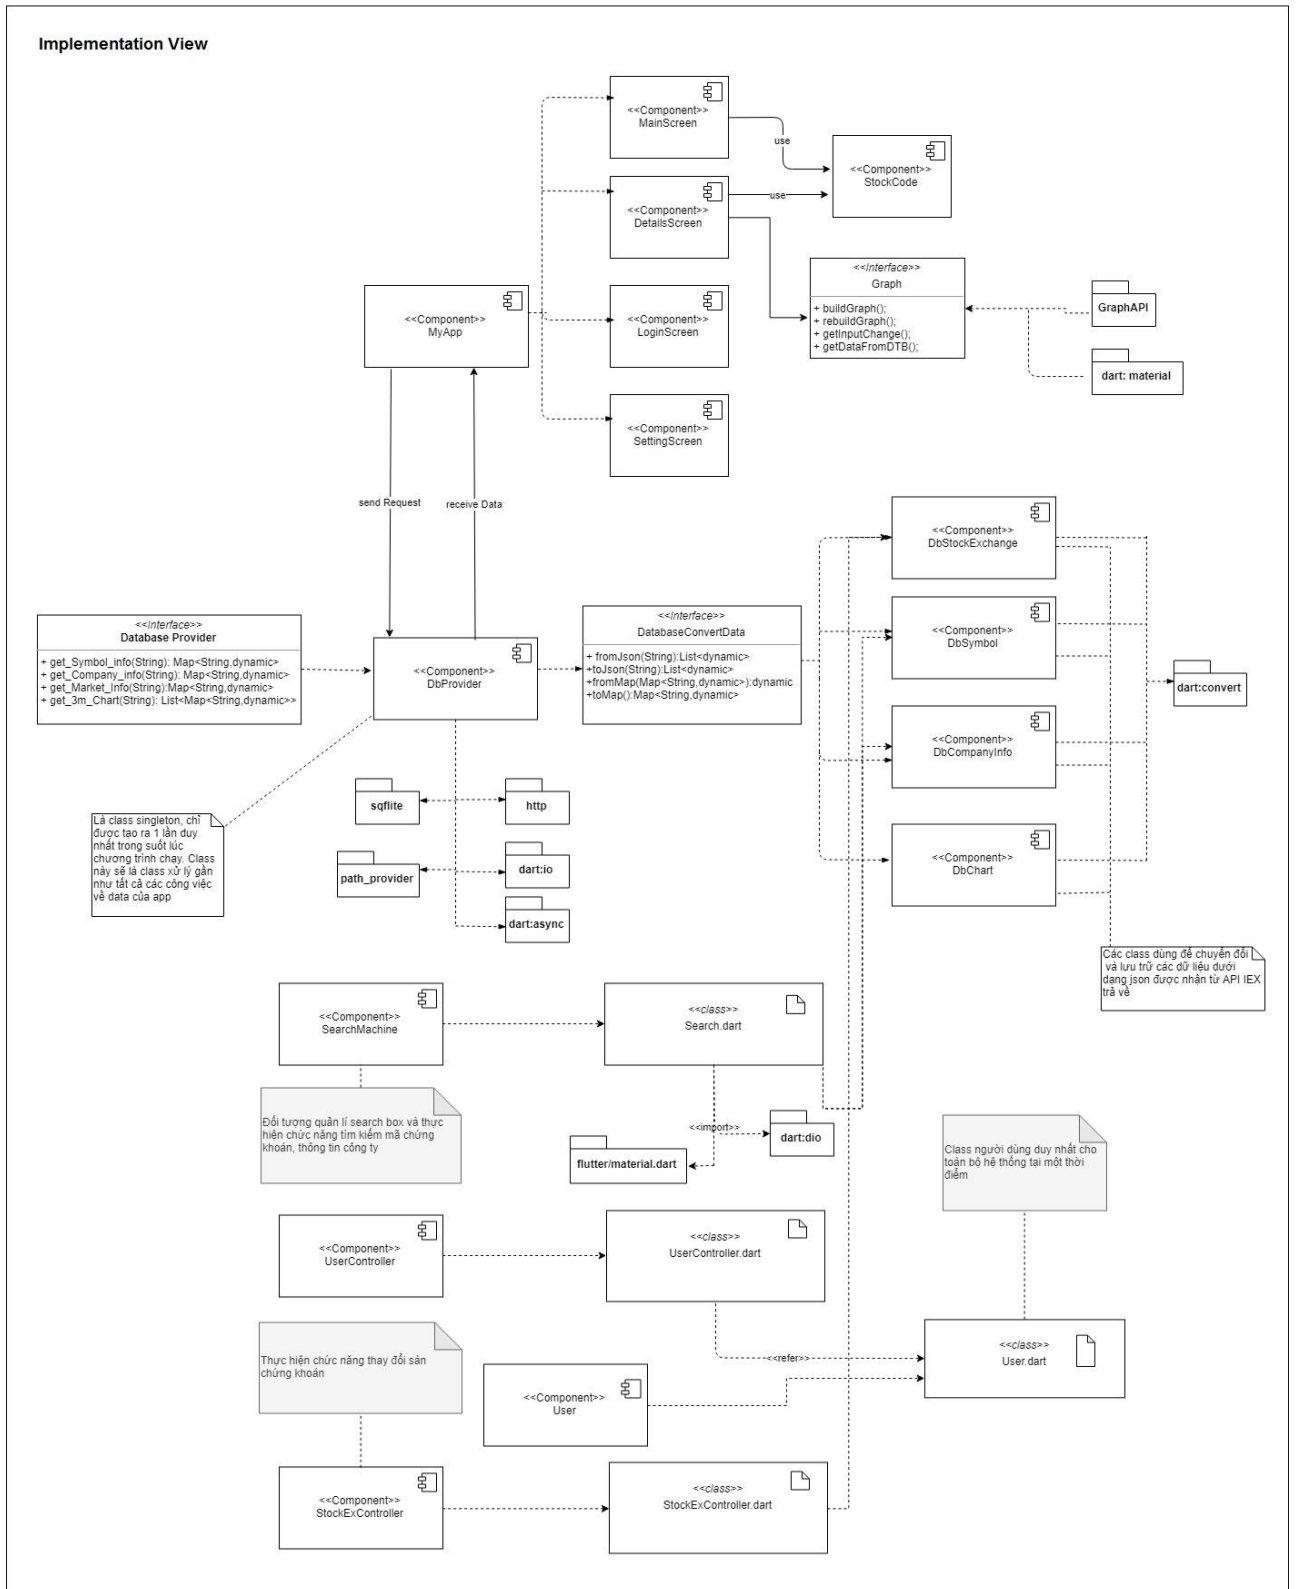 Implementation View
<<Component>>
MainScreen
use
<<Component>>
StockCode
<<Component>>
DetailsScreen
use
<<Interface>>
Graph
+ buildGraph();
+ rebuildGraph();
+ getInputChange();
+ getDataFromDTB();
GraphAPI
dart: material
<<Component>>
MyApp
<<Component>>
LoginScreen
<<Component>>
SettingScreen
send Request
receive Data
<<Component>>
DbStockExchange
<<Interface>>
Database Provider
+ get_Symbol_info(String): Map<String,dynamic>
+ get_Company_info(String): Map<String,dynamic>
+ get_Market_Info(String):Map<String,dynamic>
+ get_3m_Chart(String): List<Map<String,dynamic>>
<<Component>>
DbProvider
<<Interface>>
DatabaseConvertData
+ fromJson(String):List<dynamic>
+toJson(String):List<dynamic>
+fromMap(Map<String,dynamic>):dynamic
+toMap():Map<String,dynamic>
<<Component>>
DbSymbol
dart:convert
<<Component>>
DbCompanyInfo
<<Component>>
DbChart
sqflite
http
path_provider
dart:io
dart:async
Là class singleton, chỉ
được tạo ra 1 lần duy
nhất trong suốt lúc
chương trình chạy. Class
này sẽ là class xử lý gần
như tất cả các công việc
về data của app
Các class dùng để chuyển đổi
và lưu trữ các dữ liệu dưới
dạng json được nhận từ API IEX
trả về
<<Component>>
SearchMachine
<<class>>
Search.dart
Đối tượng quản lí search box và thực
hiện chức năng tìm kiếm mã chứng
khoán, thông tin công ty
<<import>>
dart:dio
flutter/material.dart
Class người dùng duy nhất cho
toàn bộ hệ thống tại một thời
điểm
<<Component>>
UserController
<<class>>
UserController.dart
<<refer>>
<<class>>
User.dart
Thực hiện chức năng thay đổi sàn
chứng khoán
<<Component>>
User
<<Component>>
StockExController
<<class>>
StockExController.dart